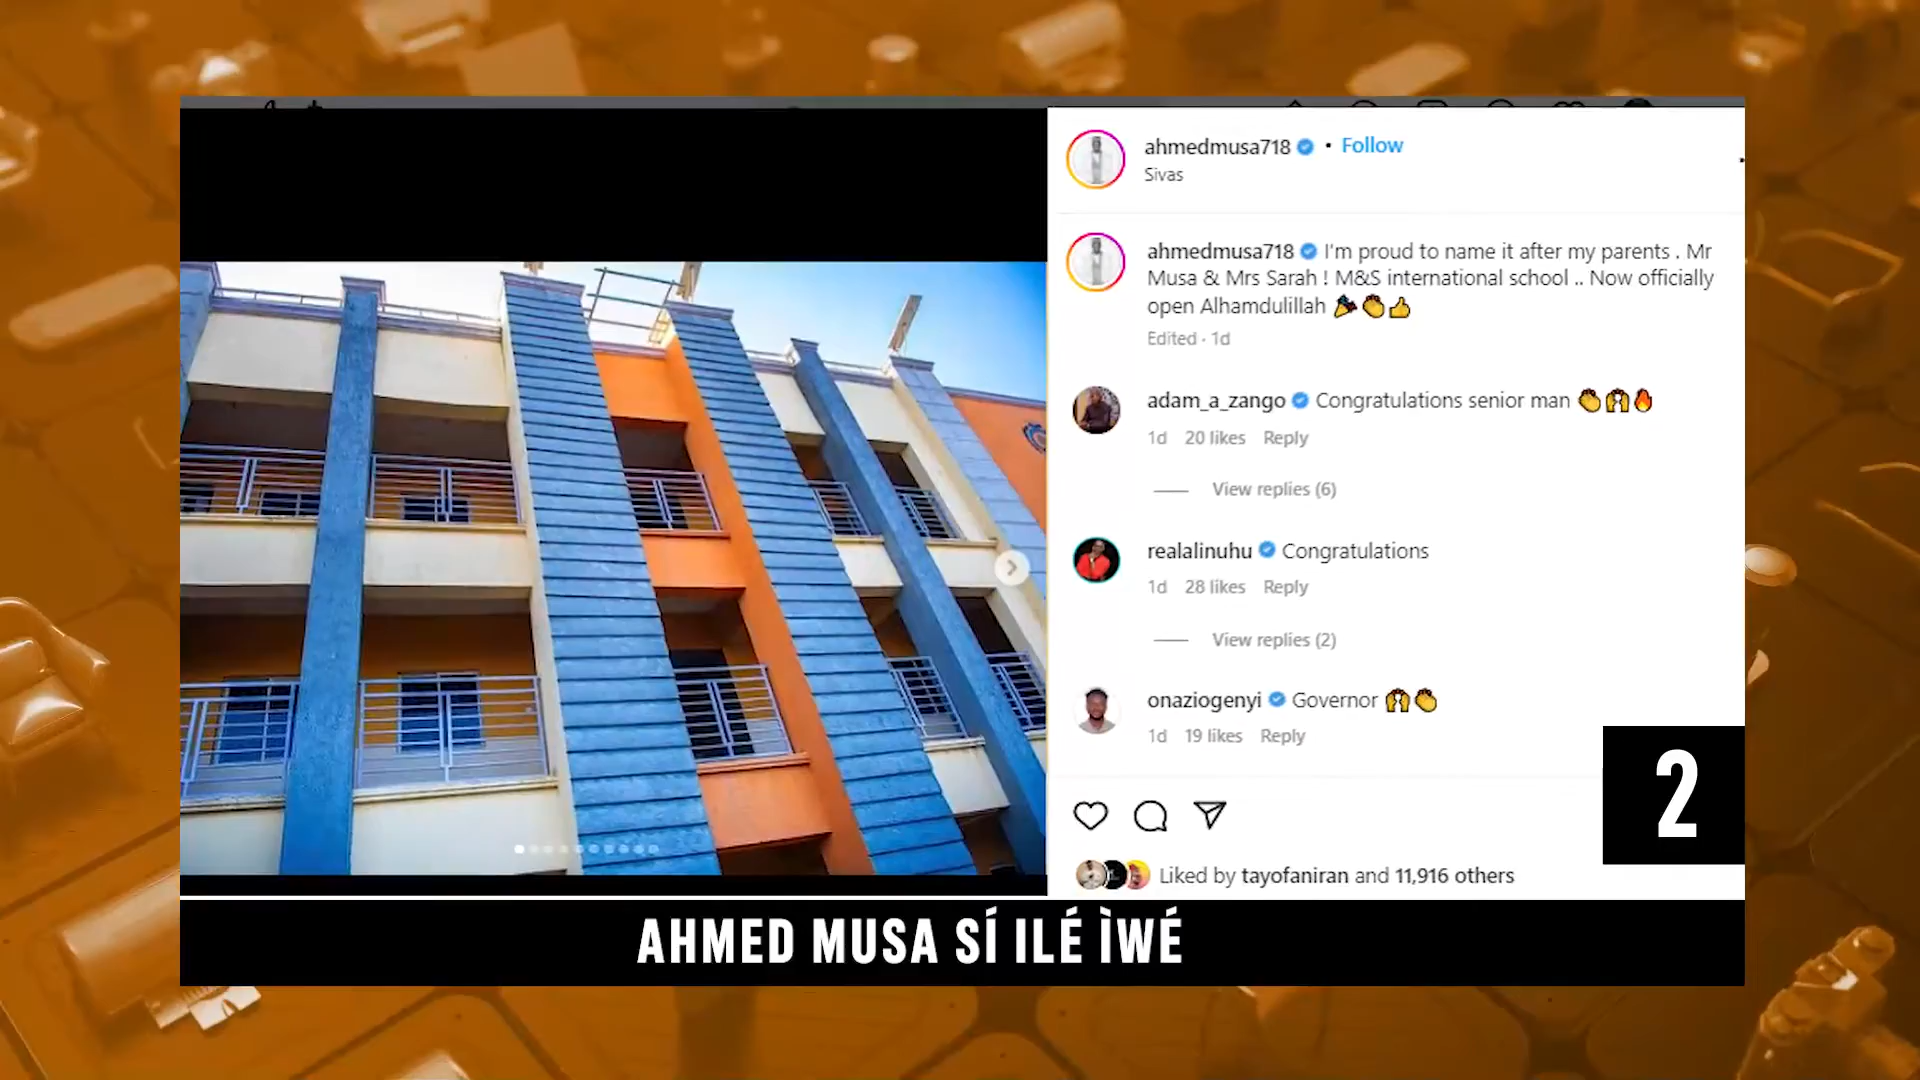 ahmedmusa718 • Follow
Sivas
ahmedmusa718 I'm proud to name it after my parents . Mr
Musa & Mrs Sarah ! M&S international school .. Now officially
open Alhamdulillah 🎉👏👍
Edited · 1d
adam_a_zango Congratulations senior man 👏🙌🔥
1d 20 likes Reply
View replies (6)
realalinuhu Congratulations
1d 28 likes Reply
View replies (2)
onaziogenyi Governor 🙌👏
1d 19 likes Reply
2
Liked by tayofaniran and 11,916 others
AHMED MUSA SÍ ILÉ ÌWÉ